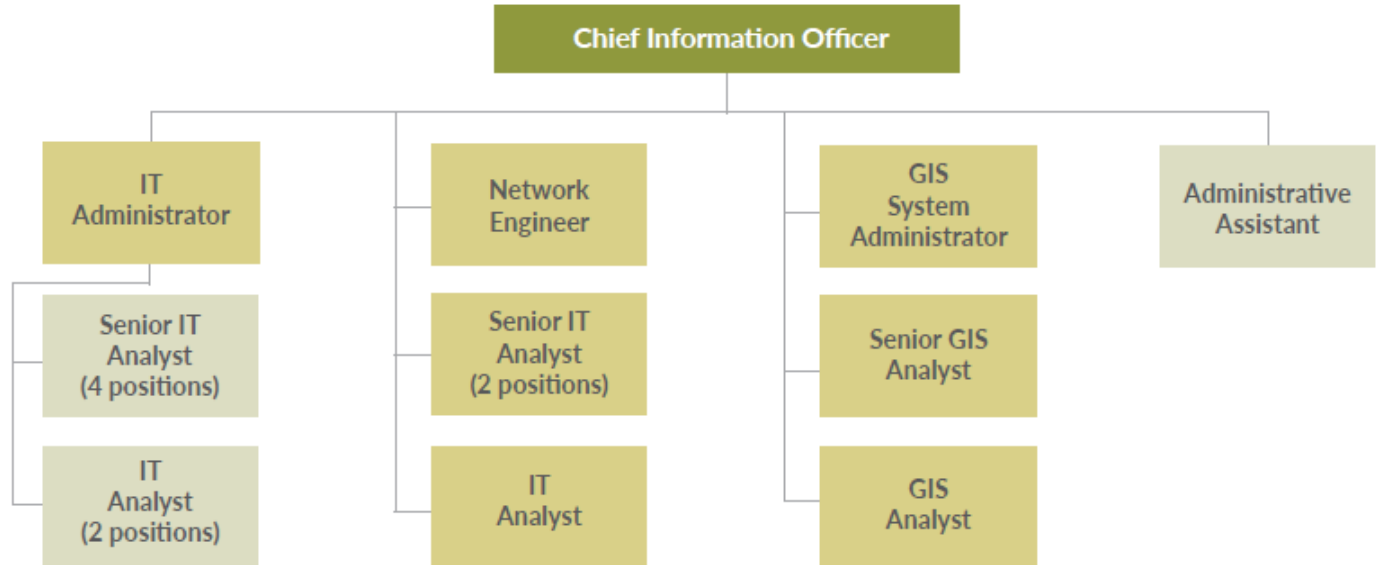 Chief Information Officer
IT
Administrator
Senior IT
Analyst
(4 positions)
IT
Analyst
(2 positions)
Network
Engineer
Senior IT
Analyst
(2 positions)
IT
Analyst
GIS
System
Administrator
Senior GIS
Analyst
GIS
Analyst
Administrative
Assistant